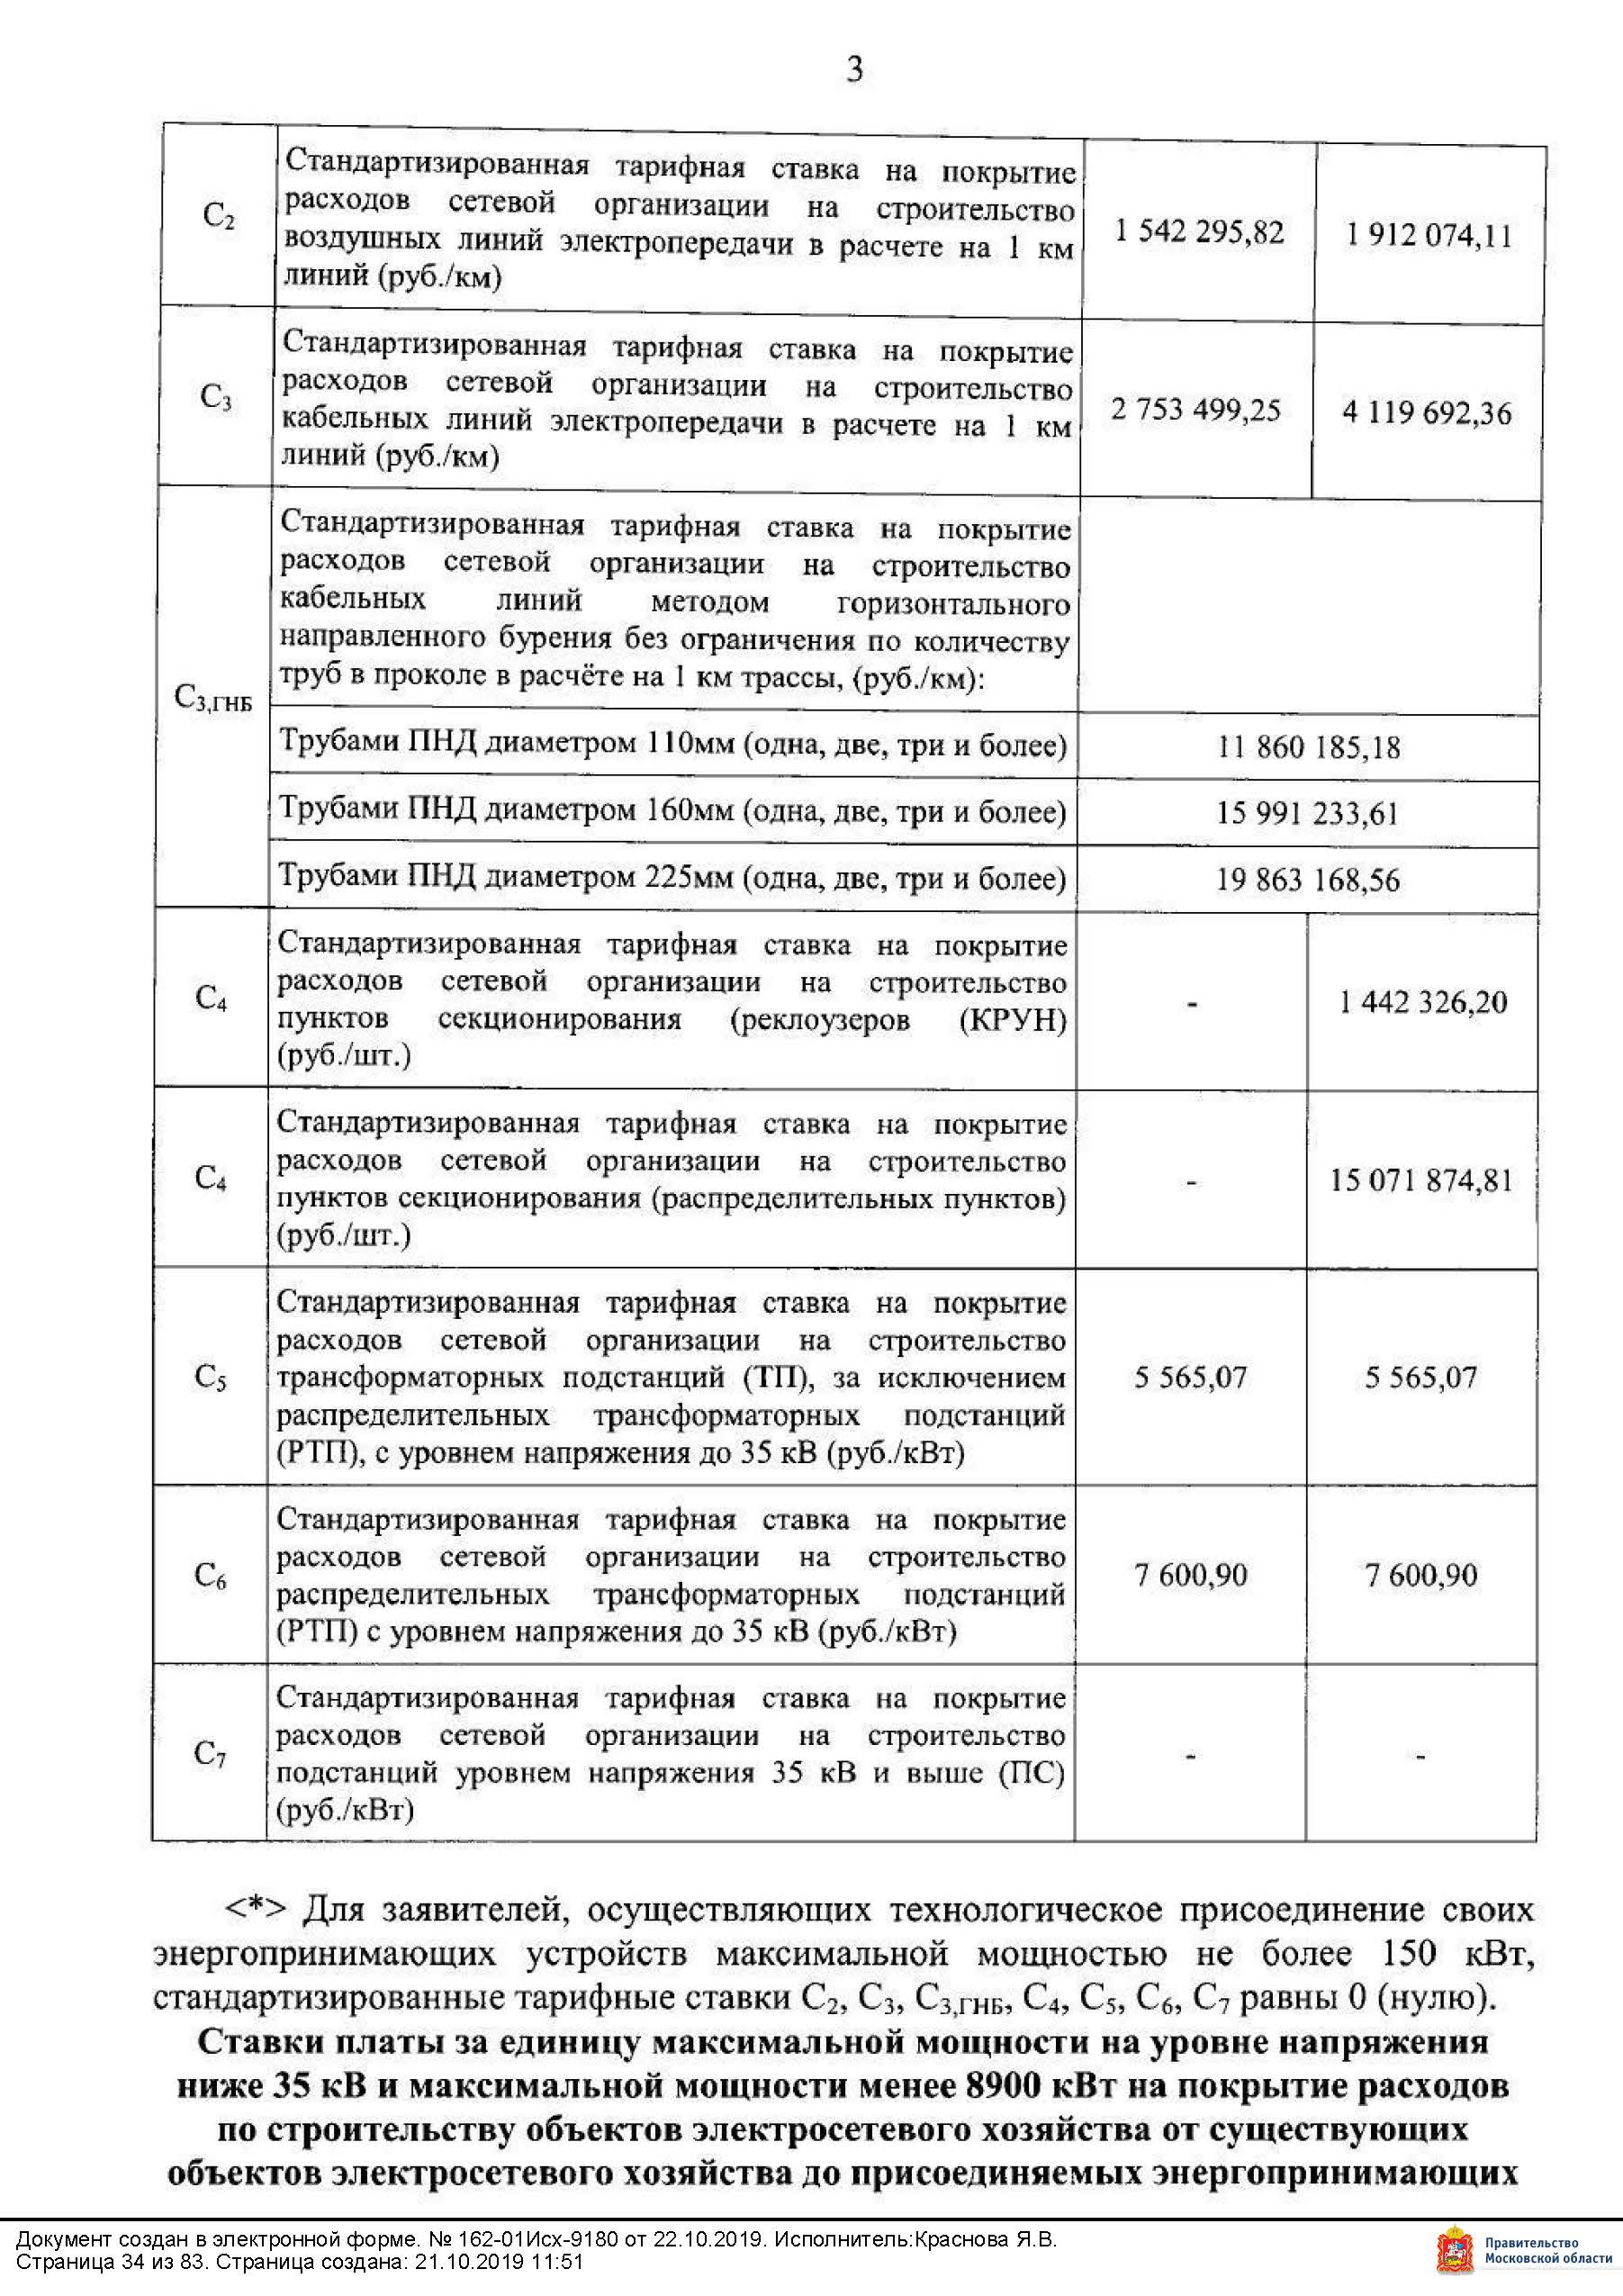 3
С2
Стандартизированная тарифная ставка на покрытие
расходов сетевой организации на строительство
воздушных линий электропередачи в расчете на 1 км
линий (руб./км)
1 542 295,82
1 912 074,11
С3
Стандартизированная тарифная ставка на покрытие
расходов сетевой организации на строительство
кабельных линий электропередачи в расчете на 1 км
линий (руб./км)
2 753 499,25
4 119 692,36
С3,ГНБ
Стандартизированная тарифная ставка на покрытие
расходов сетевой организации на строительство
кабельных линий методом горизонтального
направленного бурения без ограничения по количеству
труб в проколе в расчёте на 1 км трассы, (руб./км):
Трубами ПНД диаметром 110мм (одна, две, три и более)
11 860 185,18
Трубами ПНД диаметром 160мм (одна, две, три и более)
15 991 233,61
Трубами ПНД диаметром 225мм (одна, две, три и более)
19 863 168,56
С4
Стандартизированная тарифная ставка на покрытие
расходов сетевой организации на строительство
пунктов секционирования (реклоузеров (КРУН)
(руб./шт.)
-
1 442 326,20
С4
Стандартизированная тарифная ставка на покрытие
расходов сетевой организации на строительство
пунктов секционирования (распределительных пунктов)
(руб./шт.)
-
15 071 874,81
С5
Стандартизированная тарифная ставка на покрытие
расходов сетевой организации на строительство
трансформаторных подстанций (ТП), за исключением
распределительных трансформаторных подстанций
(РТП), с уровнем напряжения до 35 кВ (руб./кВт)
5 565,07
5 565,07
С6
Стандартизированная тарифная ставка на покрытие
расходов сетевой организации на строительство
распределительных трансформаторных подстанций
(РТП) с уровнем напряжения до 35 кВ (руб./кВт)
7 600,90
7 600,90
С7
Стандартизированная тарифная ставка на покрытие
расходов сетевой организации на строительство
подстанций уровнем напряжения 35 кВ и выше (ПС)
(руб./кВт)
-
-
<*> Для заявителей, осуществляющих технологическое присоединение своих
энергопринимающих устройств максимальной мощностью не более 150 кВт,
стандартизированные тарифные ставки С2, С3, С3,ГНБ, С4, С5, С6, С7 равны 0 (нулю).
Ставки платы за единицу максимальной мощности на уровне напряжения
ниже 35 кВ и максимальной мощности менее 8900 кВт на покрытие расходов
по строительству объектов электросетевого хозяйства от существующих
объектов электросетевого хозяйства до присоединяемых энергопринимающих
Документ создан в электронной форме. № 162-01Исх-9180 от 22.10.2019. Исполнитель:Краснова Я.В.
Страница 34 из 83. Страница создана: 21.10.2019 11:51
Правительство
Московской области